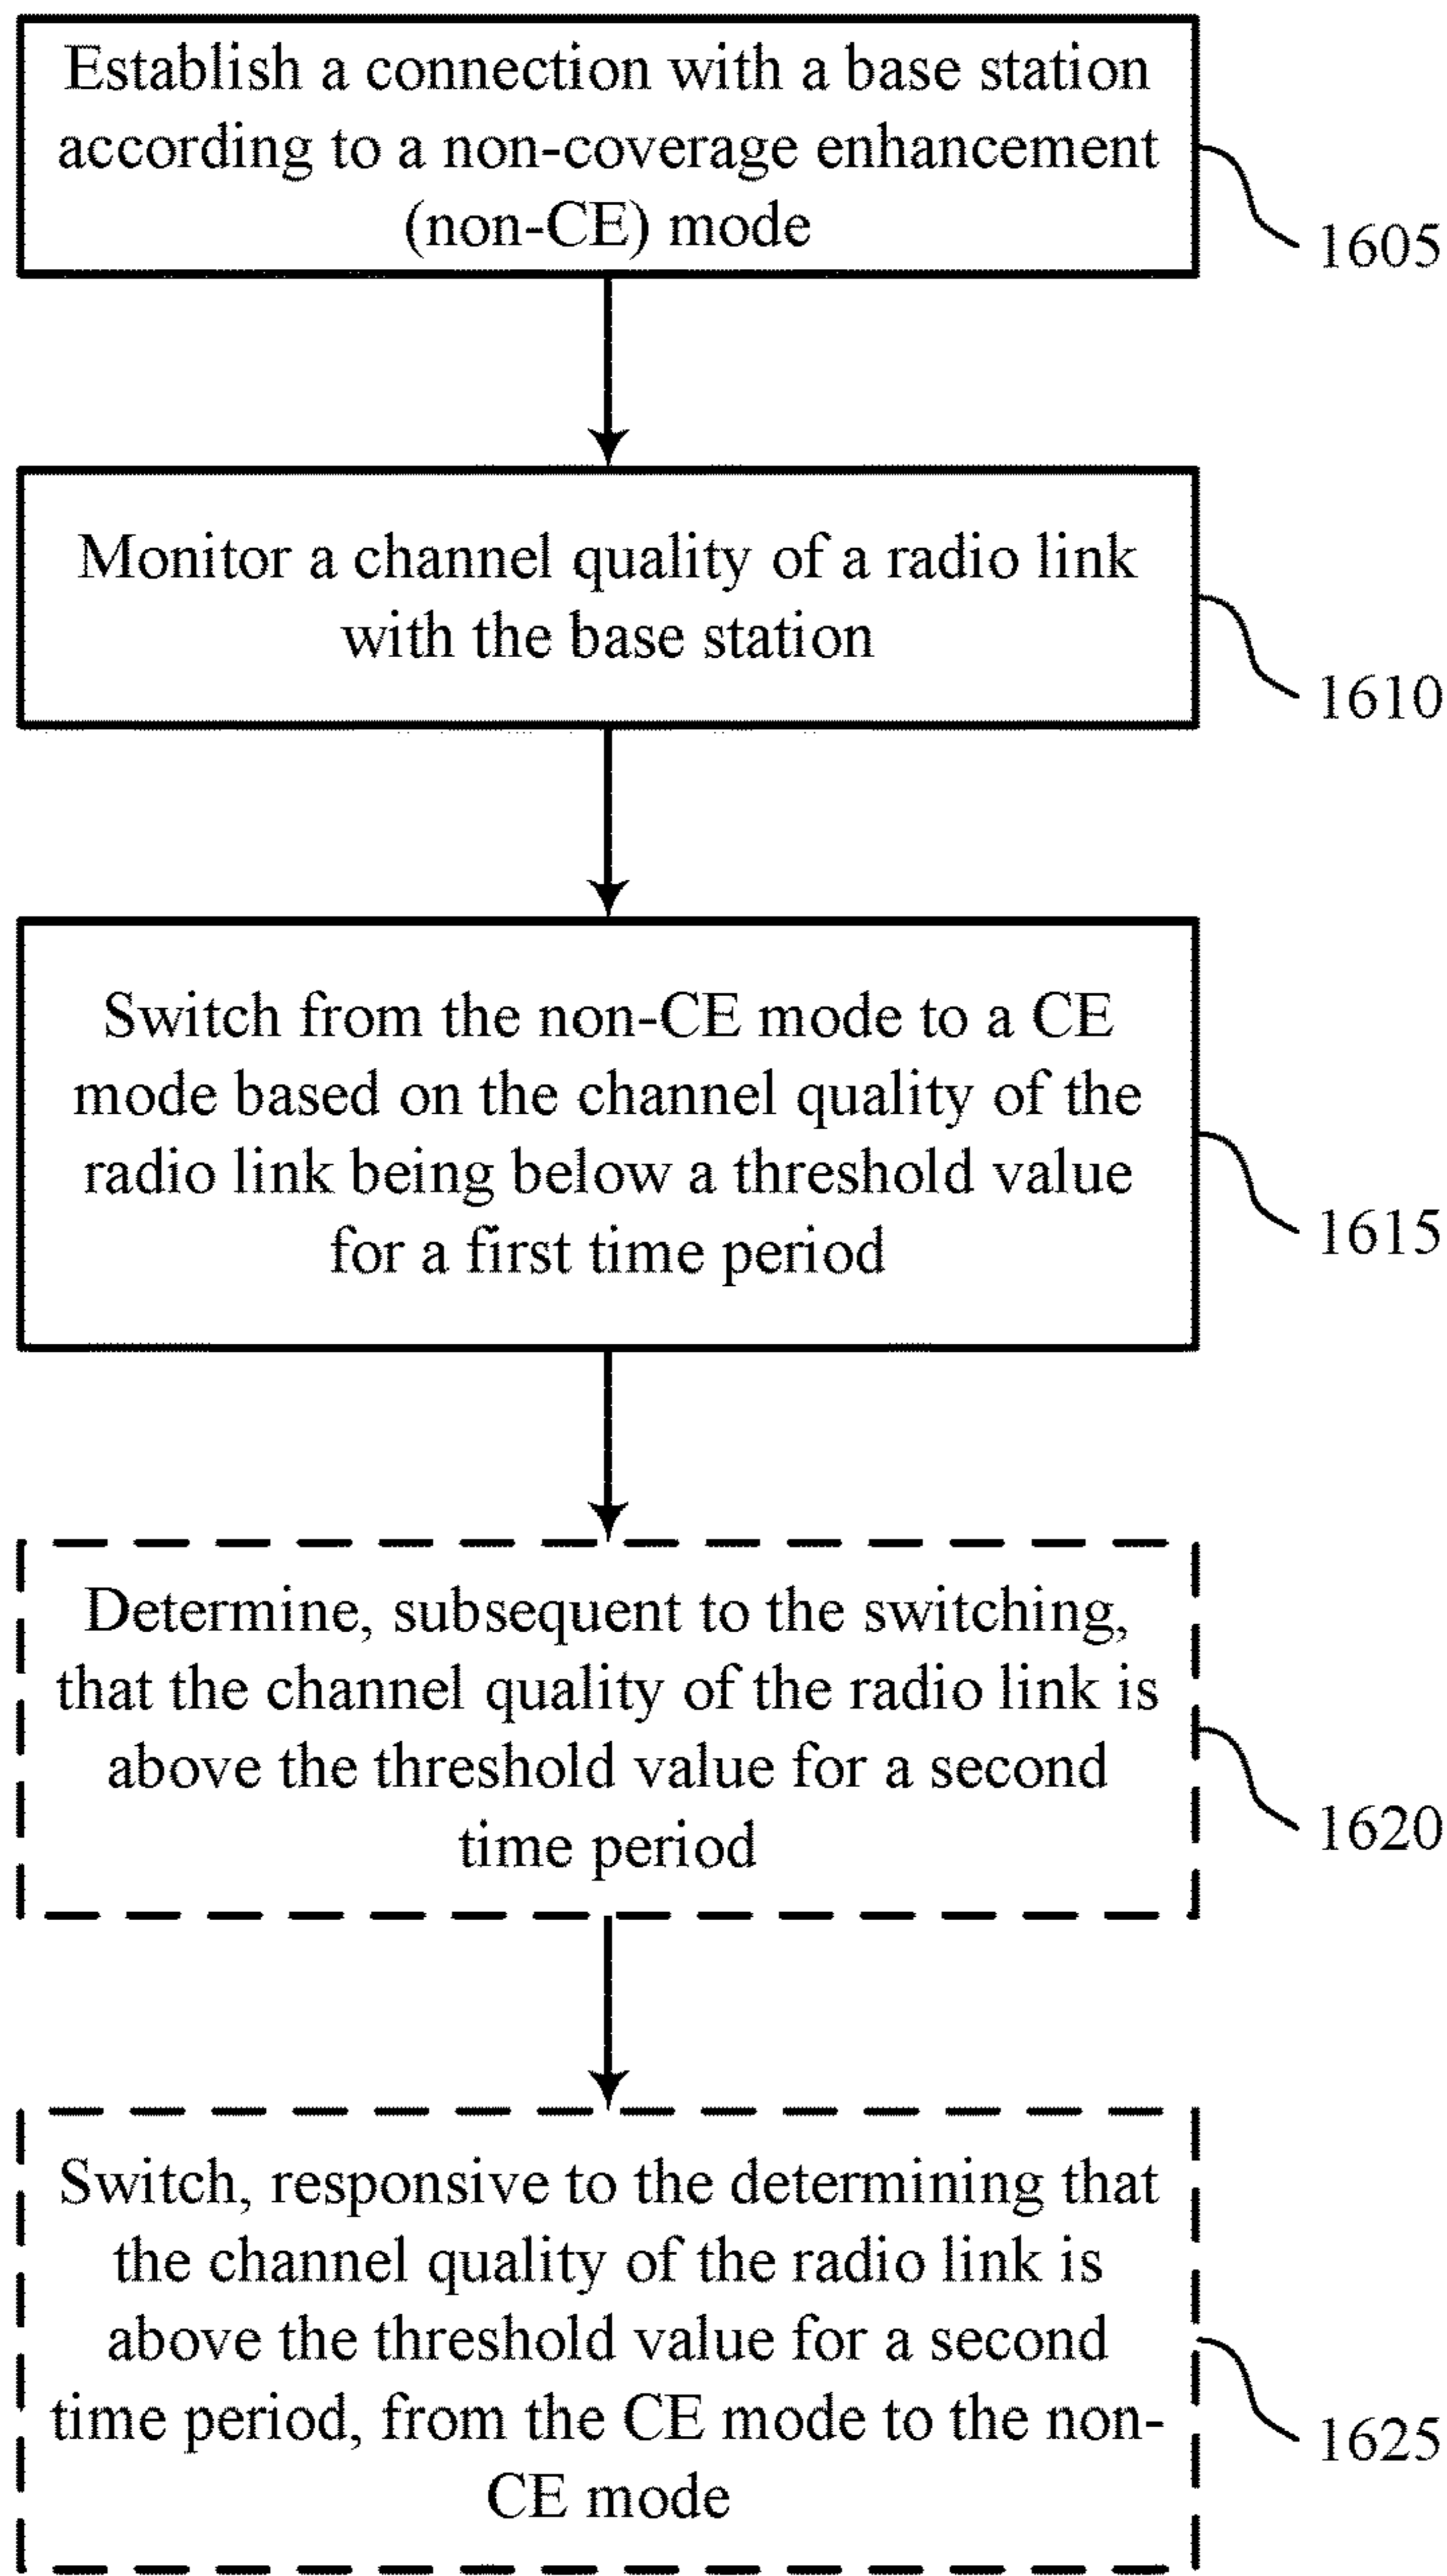 Establish a connection with a base station
according to a non-coverage enhancement
(non-CE) mode
1605
Monitor a channel quality of a radio link
with the base station
1610
Switch from the non-CE mode to a CE
mode based on the channel quality of the
radio link being below a threshold value
for a first time period
1615
Determine, subsequent to the switching,
that the channel quality of the radio link is
above the threshold value for a second
time period
1620
Switch, responsive to the determining that
the channel quality of the radio link is
above the threshold value for a second
time period, from the CE mode to the non-
CE mode
1625